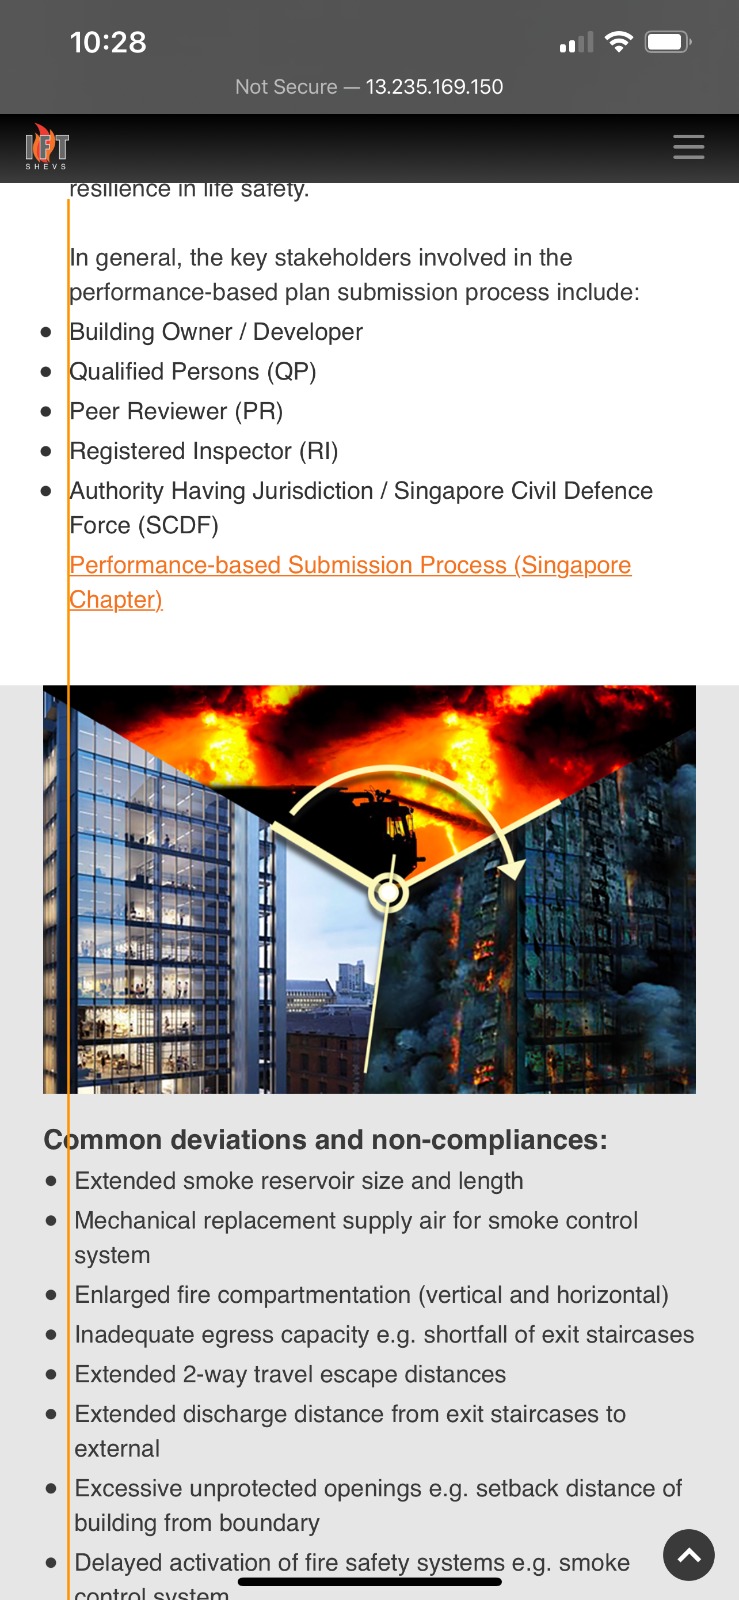 10:28
Not Secure — 13.235.169.150
IFT
SHEVS
resilience in life safety.
In general, the key stakeholders involved in the
performance-based plan submission process include:
● Building Owner / Developer
● Qualified Persons (QP)
● Peer Reviewer (PR)
● Registered Inspector (RI)
● Authority Having Jurisdiction / Singapore Civil Defence
Force (SCDF)
Performance-based Submission Process (Singapore
Chapter)
Common deviations and non-compliances:
● Extended smoke reservoir size and length
● Mechanical replacement supply air for smoke control
system
● Enlarged fire compartmentation (vertical and horizontal)
● Inadequate egress capacity e.g. shortfall of exit staircases
● Extended 2-way travel escape distances
● Extended discharge distance from exit staircases to
external
● Excessive unprotected openings e.g. setback distance of
building from boundary
● Delayed activation of fire safety systems e.g. smoke
control system